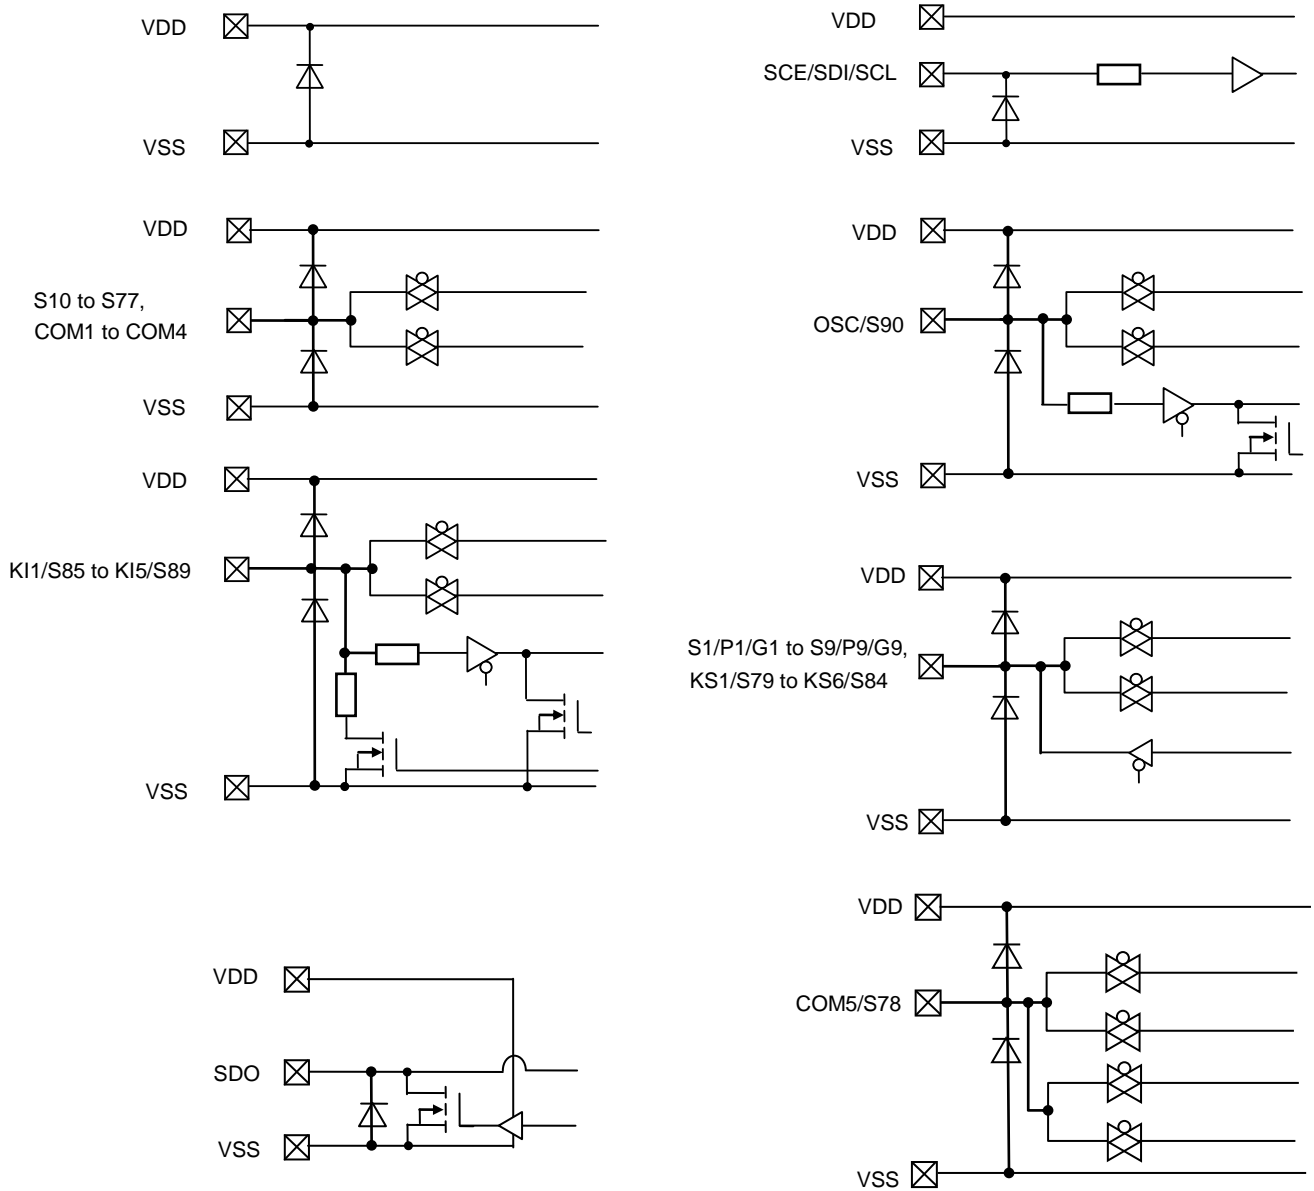 VDD
VSS
VDD
SCE/SDI/SCL
VSS
VDD
S10 to S77,
COM1 to COM4
VSS
VDD
OSC/S90
VSS
VDD
KI1/S85 to KI5/S89
VSS
VDD
S1/P1/G1 to S9/P9/G9,
KS1/S79 to KS6/S84
VSS
VDD
SDO
VSS
VDD
COM5/S78
VSS